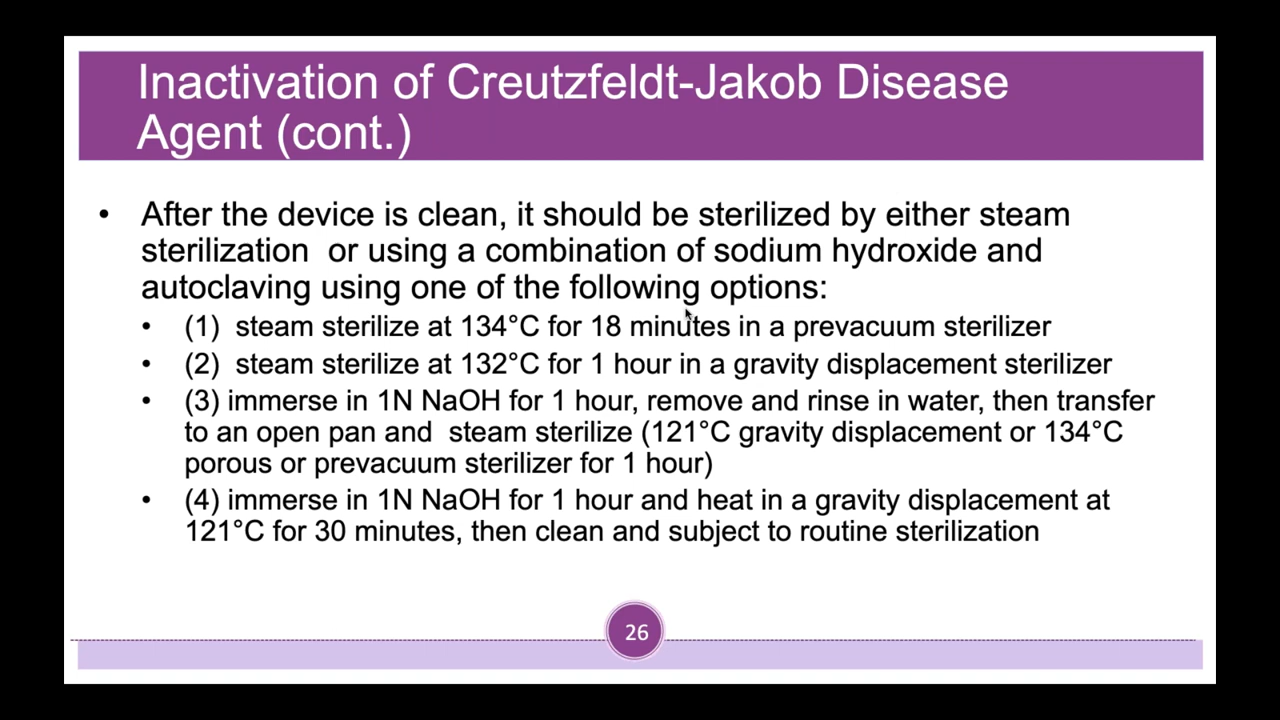 Inactivation of Creutzfeldt-Jakob Disease
Agent (cont.)
• After the device is clean, it should be sterilized by either steam
sterilization or using a combination of sodium hydroxide and
autoclaving using one of the following options:
• (1) steam sterilize at 134°C for 18 minutes in a prevacuum sterilizer
• (2) steam sterilize at 132°C for 1 hour in a gravity displacement sterilizer
• (3) immerse in 1N NaOH for 1 hour, remove and rinse in water, then transfer
to an open pan and steam sterilize (121°C gravity displacement or 134°C
porous or prevacuum sterilizer for 1 hour)
• (4) immerse in 1N NaOH for 1 hour and heat in a gravity displacement at
121°C for 30 minutes, then clean and subject to routine sterilization
26